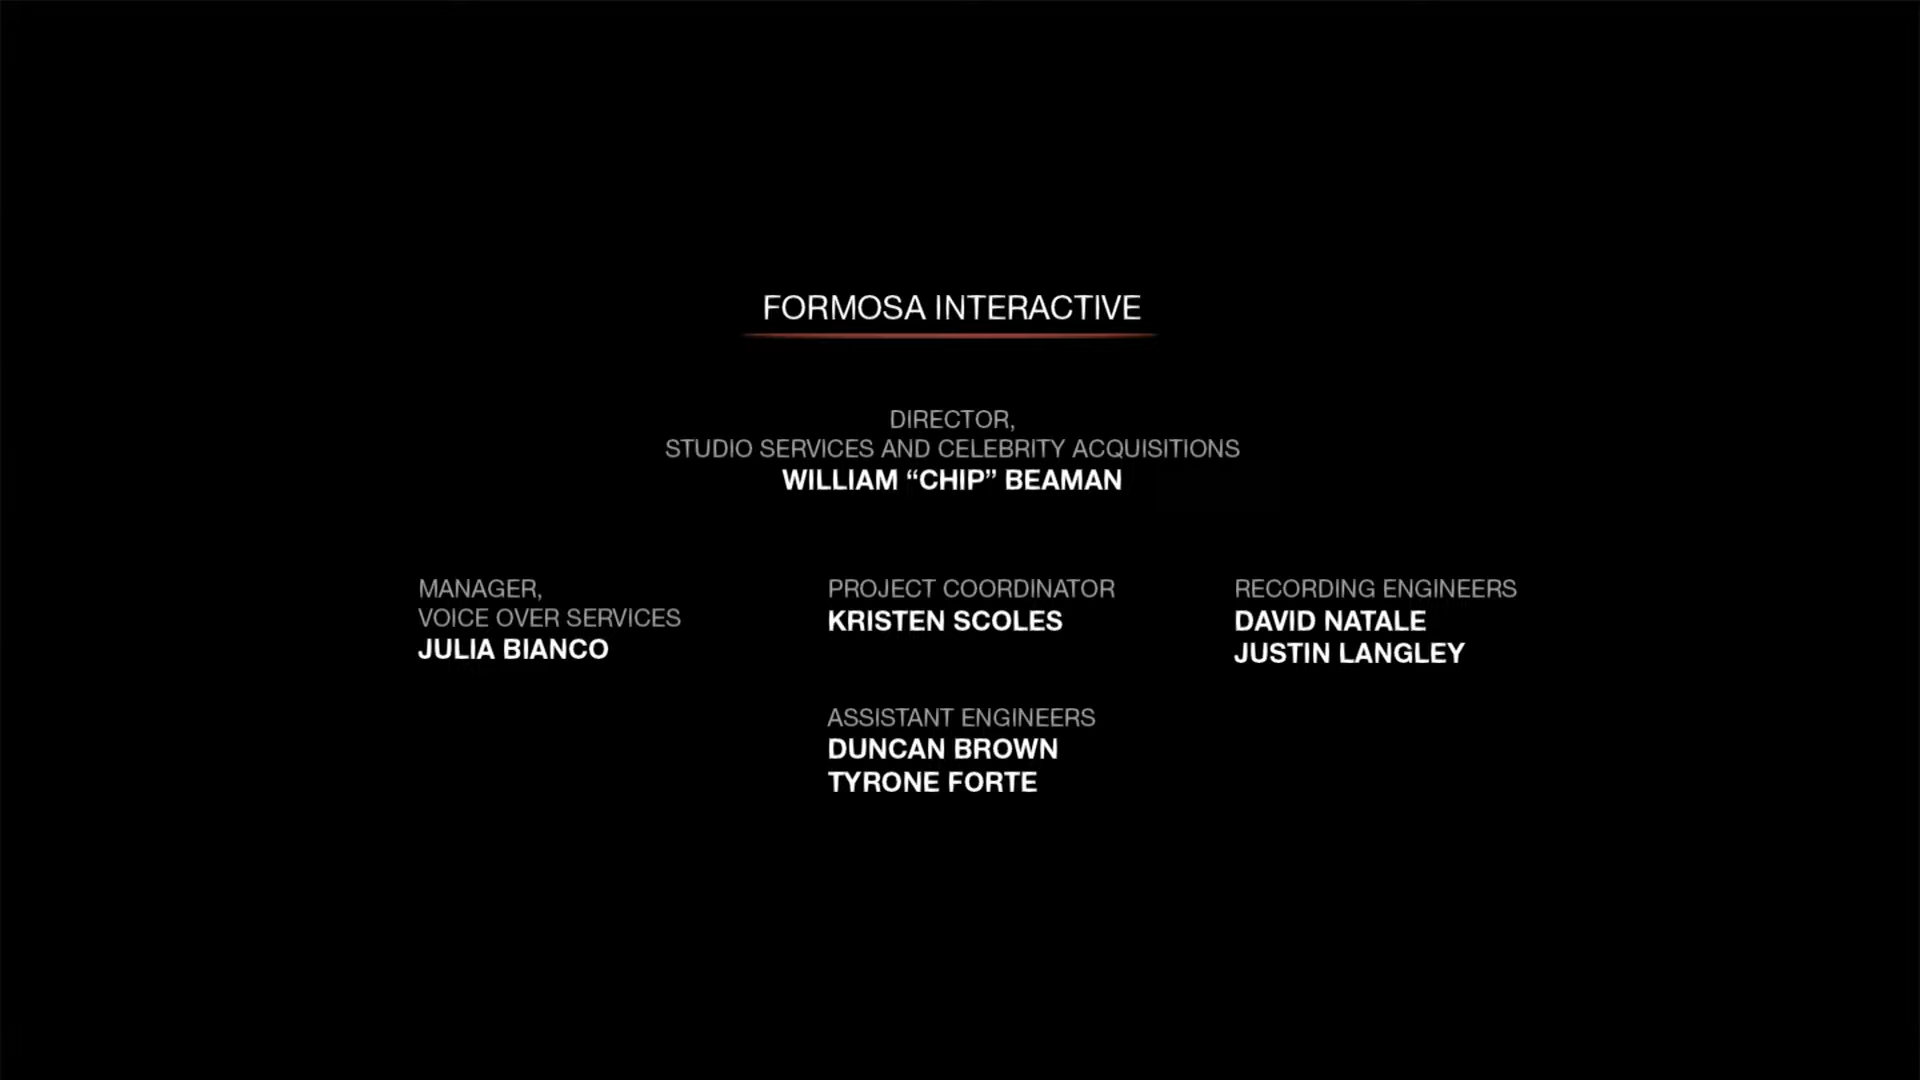 FORMOSA INTERACTIVE
DIRECTOR,
STUDIO SERVICES AND CELEBRITY ACQUISITIONS
WILLIAM “CHIP” BEAMAN
MANAGER,
VOICE OVER SERVICES
JULIA BIANCO
PROJECT COORDINATOR
KRISTEN SCOLES
RECORDING ENGINEERS
DAVID NATALE
JUSTIN LANGLEY
ASSISTANT ENGINEERS
DUNCAN BROWN
TYRONE FORTE